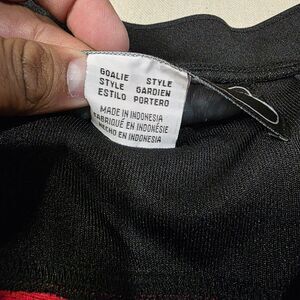 GOALIE STYLE
STYLE GARDIEN
ESTILO PORTERO
MADE IN INDONESIA
FABRIQUÉ EN INDONÉSIE
HECHO EN INDONESIA